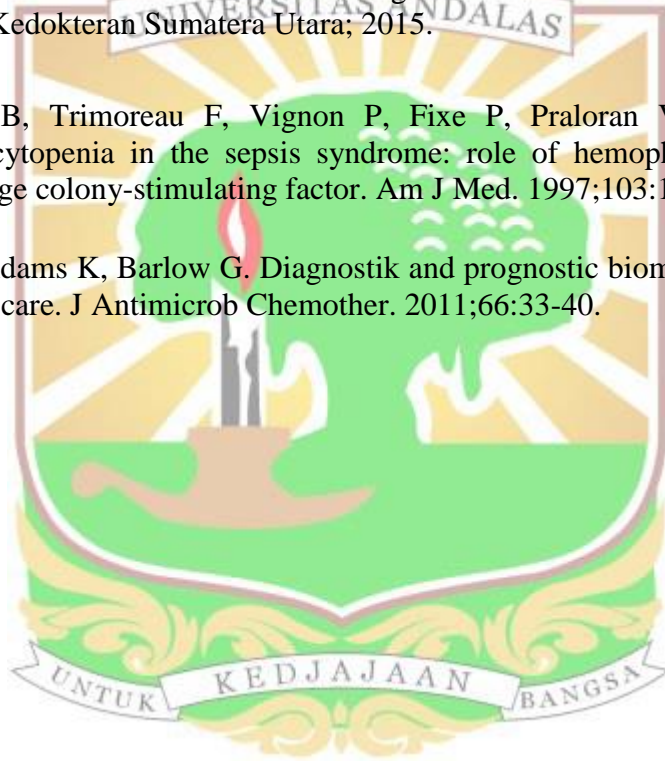 UNIVERSITAS ANDALAS
Kedokteran Sumatera Utara; 2015.
B, Trimoreau F, Vignon P, Fixe P, Praloran V
cytopenia in the sepsis syndrome: role of hemoph
ge colony-stimulating factor. Am J Med. 1997;103:1
dams K, Barlow G. Diagnostik and prognostic biom
care. J Antimicrob Chemother. 2011;66:33-40.
UNTUK KEDJAJAAN BANGSA